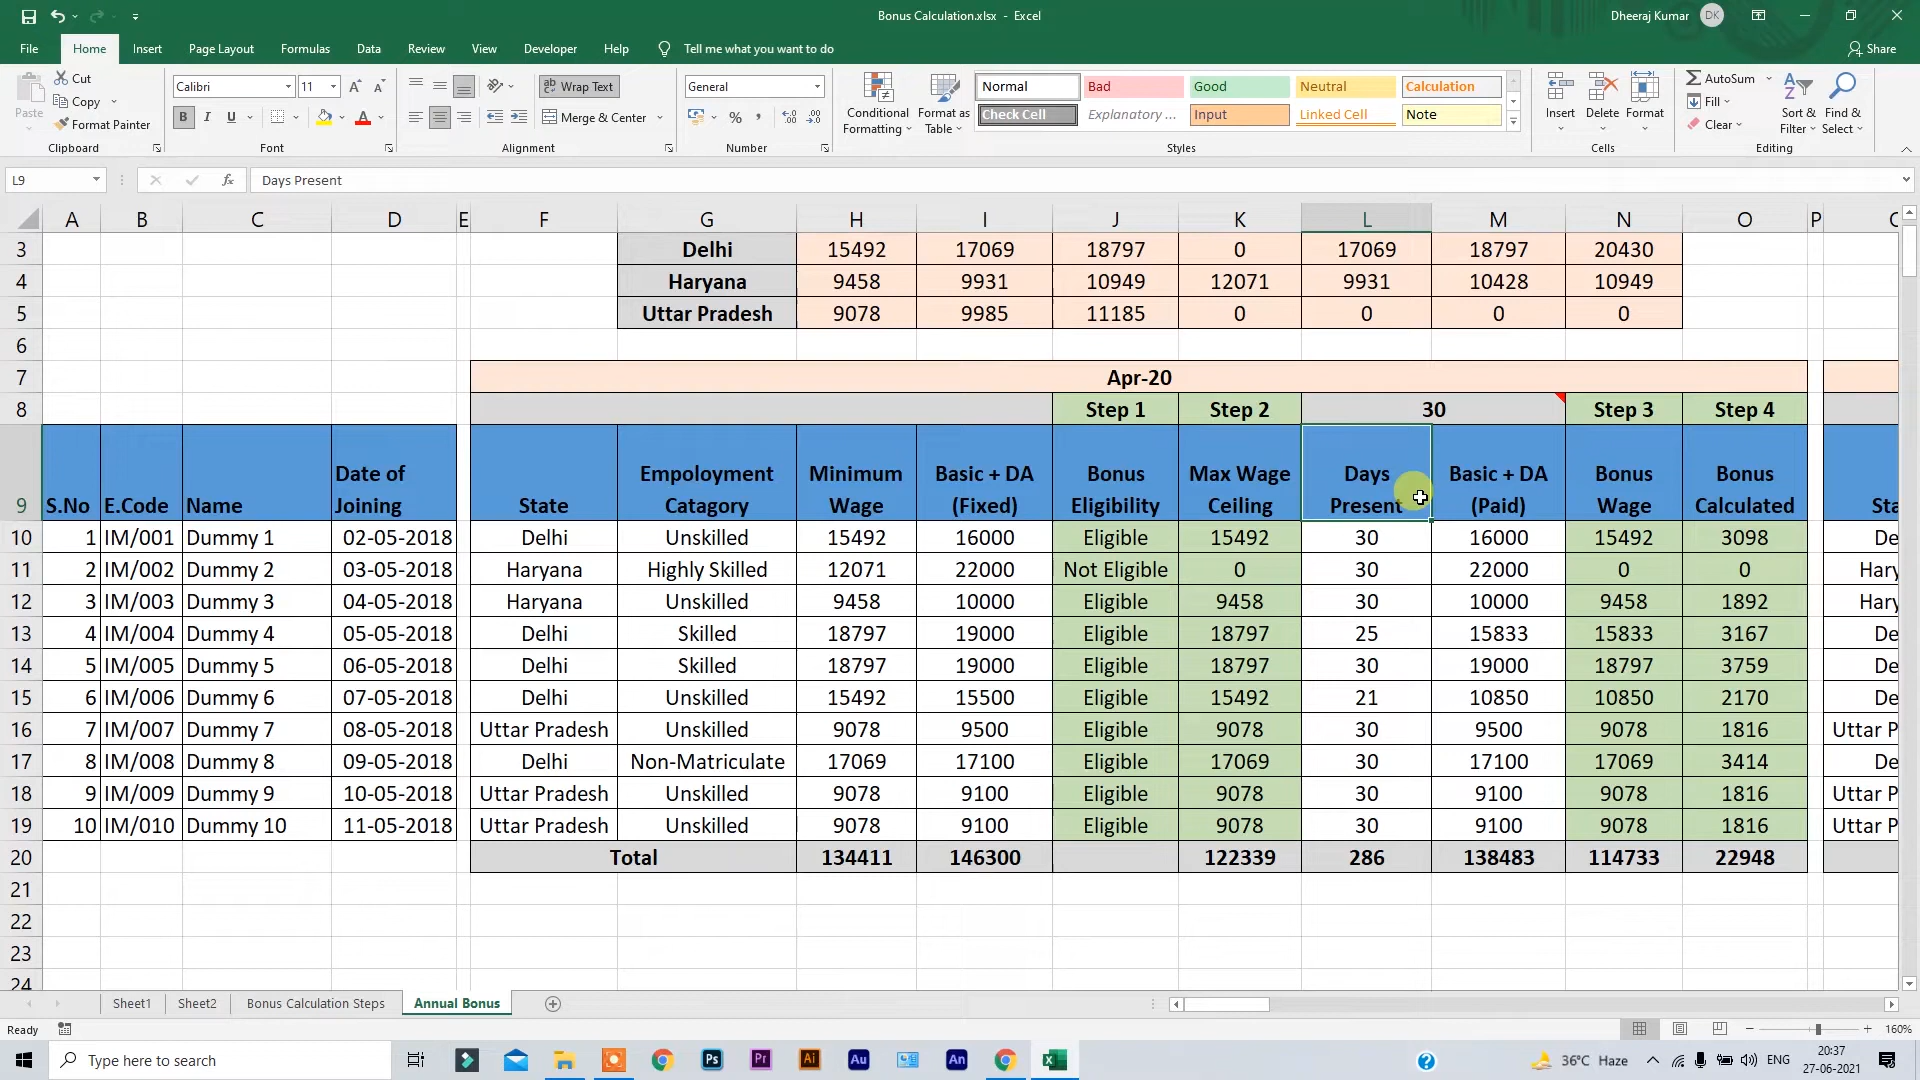 Bonus Calculation.xlsx - Excel
Dheeraj Kumar DK
File Home Insert Page Layout Formulas Data Review View Developer Help Tell me what you want to do Share
Paste Cut Copy Format Painter Clipboard
Calibri 11 B I U A A A Font
Wrap Text Merge & Center Alignment
General % , Number
Conditional Formatting Format as Table
Normal Bad Good Neutral Calculation
Check Cell Explanatory ... Input Linked Cell Note
Styles
Insert Delete Format Cells
AutoSum Fill Clear Sort & Filter Find & Select Editing
L9 fx Days Present
A B C D E F G H I J K L M N O P
3 Delhi 15492 17069 18797 0 17069 18797 20430
4 Haryana 9458 9931 10949 12071 9931 10428 10949
5 Uttar Pradesh 9078 9985 11185 0 0 0 0
6
7 Apr-20
8 Step 1 Step 2 30 Step 3 Step 4
9 S.No E.Code Name Date of Joining State Empoloyment Catagory Minimum Wage Basic + DA (Fixed) Bonus Eligibility Max Wage Ceiling Days Present Basic + DA (Paid) Bonus Wage Bonus Calculated Sta
10 1 IM/001 Dummy 1 02-05-2018 Delhi Unskilled 15492 16000 Eligible 15492 30 16000 15492 3098 De
11 2 IM/002 Dummy 2 03-05-2018 Haryana Highly Skilled 12071 22000 Not Eligible 0 30 22000 0 0 Hary
12 3 IM/003 Dummy 3 04-05-2018 Haryana Unskilled 9458 10000 Eligible 9458 30 10000 9458 1892 Hary
13 4 IM/004 Dummy 4 05-05-2018 Delhi Skilled 18797 19000 Eligible 18797 25 15833 15833 3167 De
14 5 IM/005 Dummy 5 06-05-2018 Delhi Skilled 18797 19000 Eligible 18797 30 19000 18797 3759 De
15 6 IM/006 Dummy 6 07-05-2018 Delhi Unskilled 15492 15500 Eligible 15492 21 10850 10850 2170 De
16 7 IM/007 Dummy 7 08-05-2018 Uttar Pradesh Unskilled 9078 9500 Eligible 9078 30 9500 9078 1816 Uttar P
17 8 IM/008 Dummy 8 09-05-2018 Delhi Non-Matriculate 17069 17100 Eligible 17069 30 17100 17069 3414 De
18 9 IM/009 Dummy 9 10-05-2018 Uttar Pradesh Unskilled 9078 9100 Eligible 9078 30 9100 9078 1816 Uttar P
19 10 IM/010 Dummy 10 11-05-2018 Uttar Pradesh Unskilled 9078 9100 Eligible 9078 30 9100 9078 1816 Uttar P
20 Total 134411 146300 122339 286 138483 114733 22948
21
22
23
24
Sheet1 Sheet2 Bonus Calculation Steps Annual Bonus
Ready 160%
Type here to search Ps Pr Ai Au An 36°C Haze ENG 20:37
27-06-2021